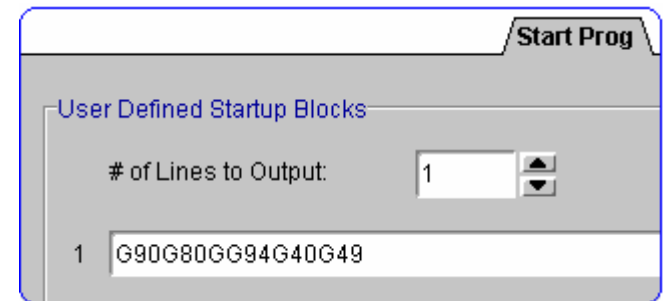 Start Prog
User Defined Startup Blocks
# of Lines to Output: 1
1 G90G80GG94G40G49